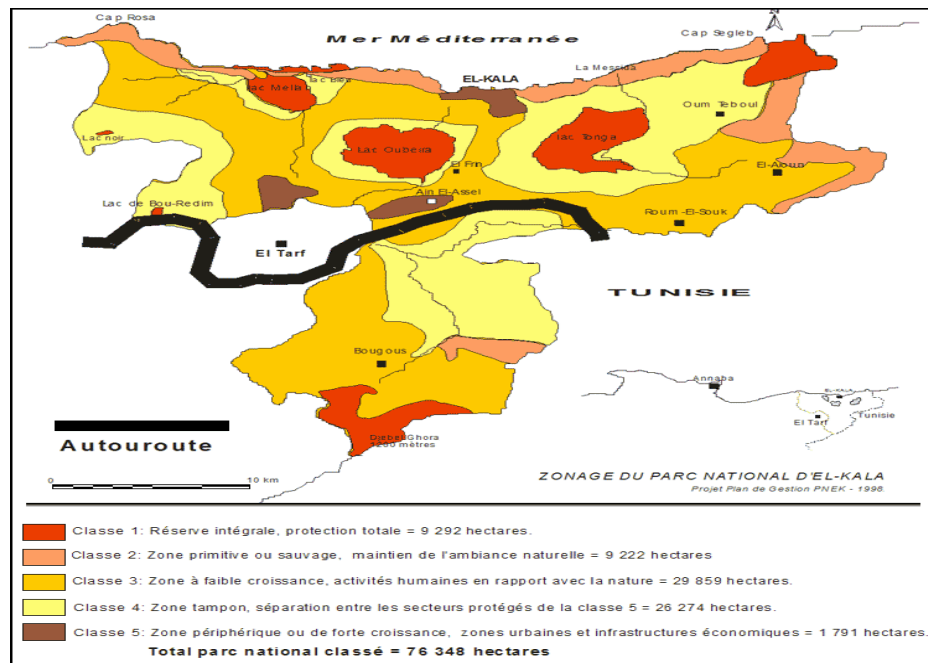 Cap Rosa
N
Mer Méditerranée
Cap Segleb
lac Bleu
EL-KALA
La Messida
lac Mellah
Oum Teboul
Lac noir
Lac Oubeira
lac Tonga
El Frin
El-Aioun
Ain El-Assel
Lac de Bou-Redim
Roum-El-Souk
El Tarf
TUNISIE
Bougous
Annaba
EL-KALA
Tunisie
El Tarf
Autouroute
Djebel Ghora
1200 mètres
10 km
0
ZONAGE DU PARC NATIONAL D'EL-KALA
Projet Plan de Gestion PNEK - 1998.
Classe 1: Réserve intégrale, protection totale = 9 292 hectares.
Classe 2: Zone primitive ou sauvage, maintien de l'ambiance naturelle = 9 222 hectares
Classe 3: Zone à faible croissance, activités humaines en rapport avec la nature = 29 859 hectares.
Classe 4: Zone tampon, séparation entre les secteurs protégés de la classe 5 = 26 274 hectares.
Classe 5: Zone périphérique ou de forte croissance, zones urbaines et infrastructures économiques = 1 791 hectares.
Total parc national classé = 76 348 hectares